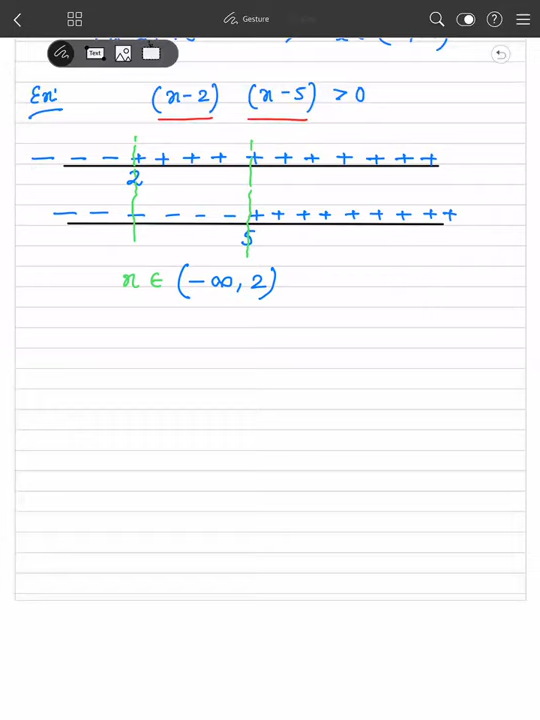 Gesture
Text
Ex: (x-2) (x-5) > 0
- - - + + + + + + + + + + +
2
- - - - - - + + + + + + + + +
5
x ∈ (-∞, 2)